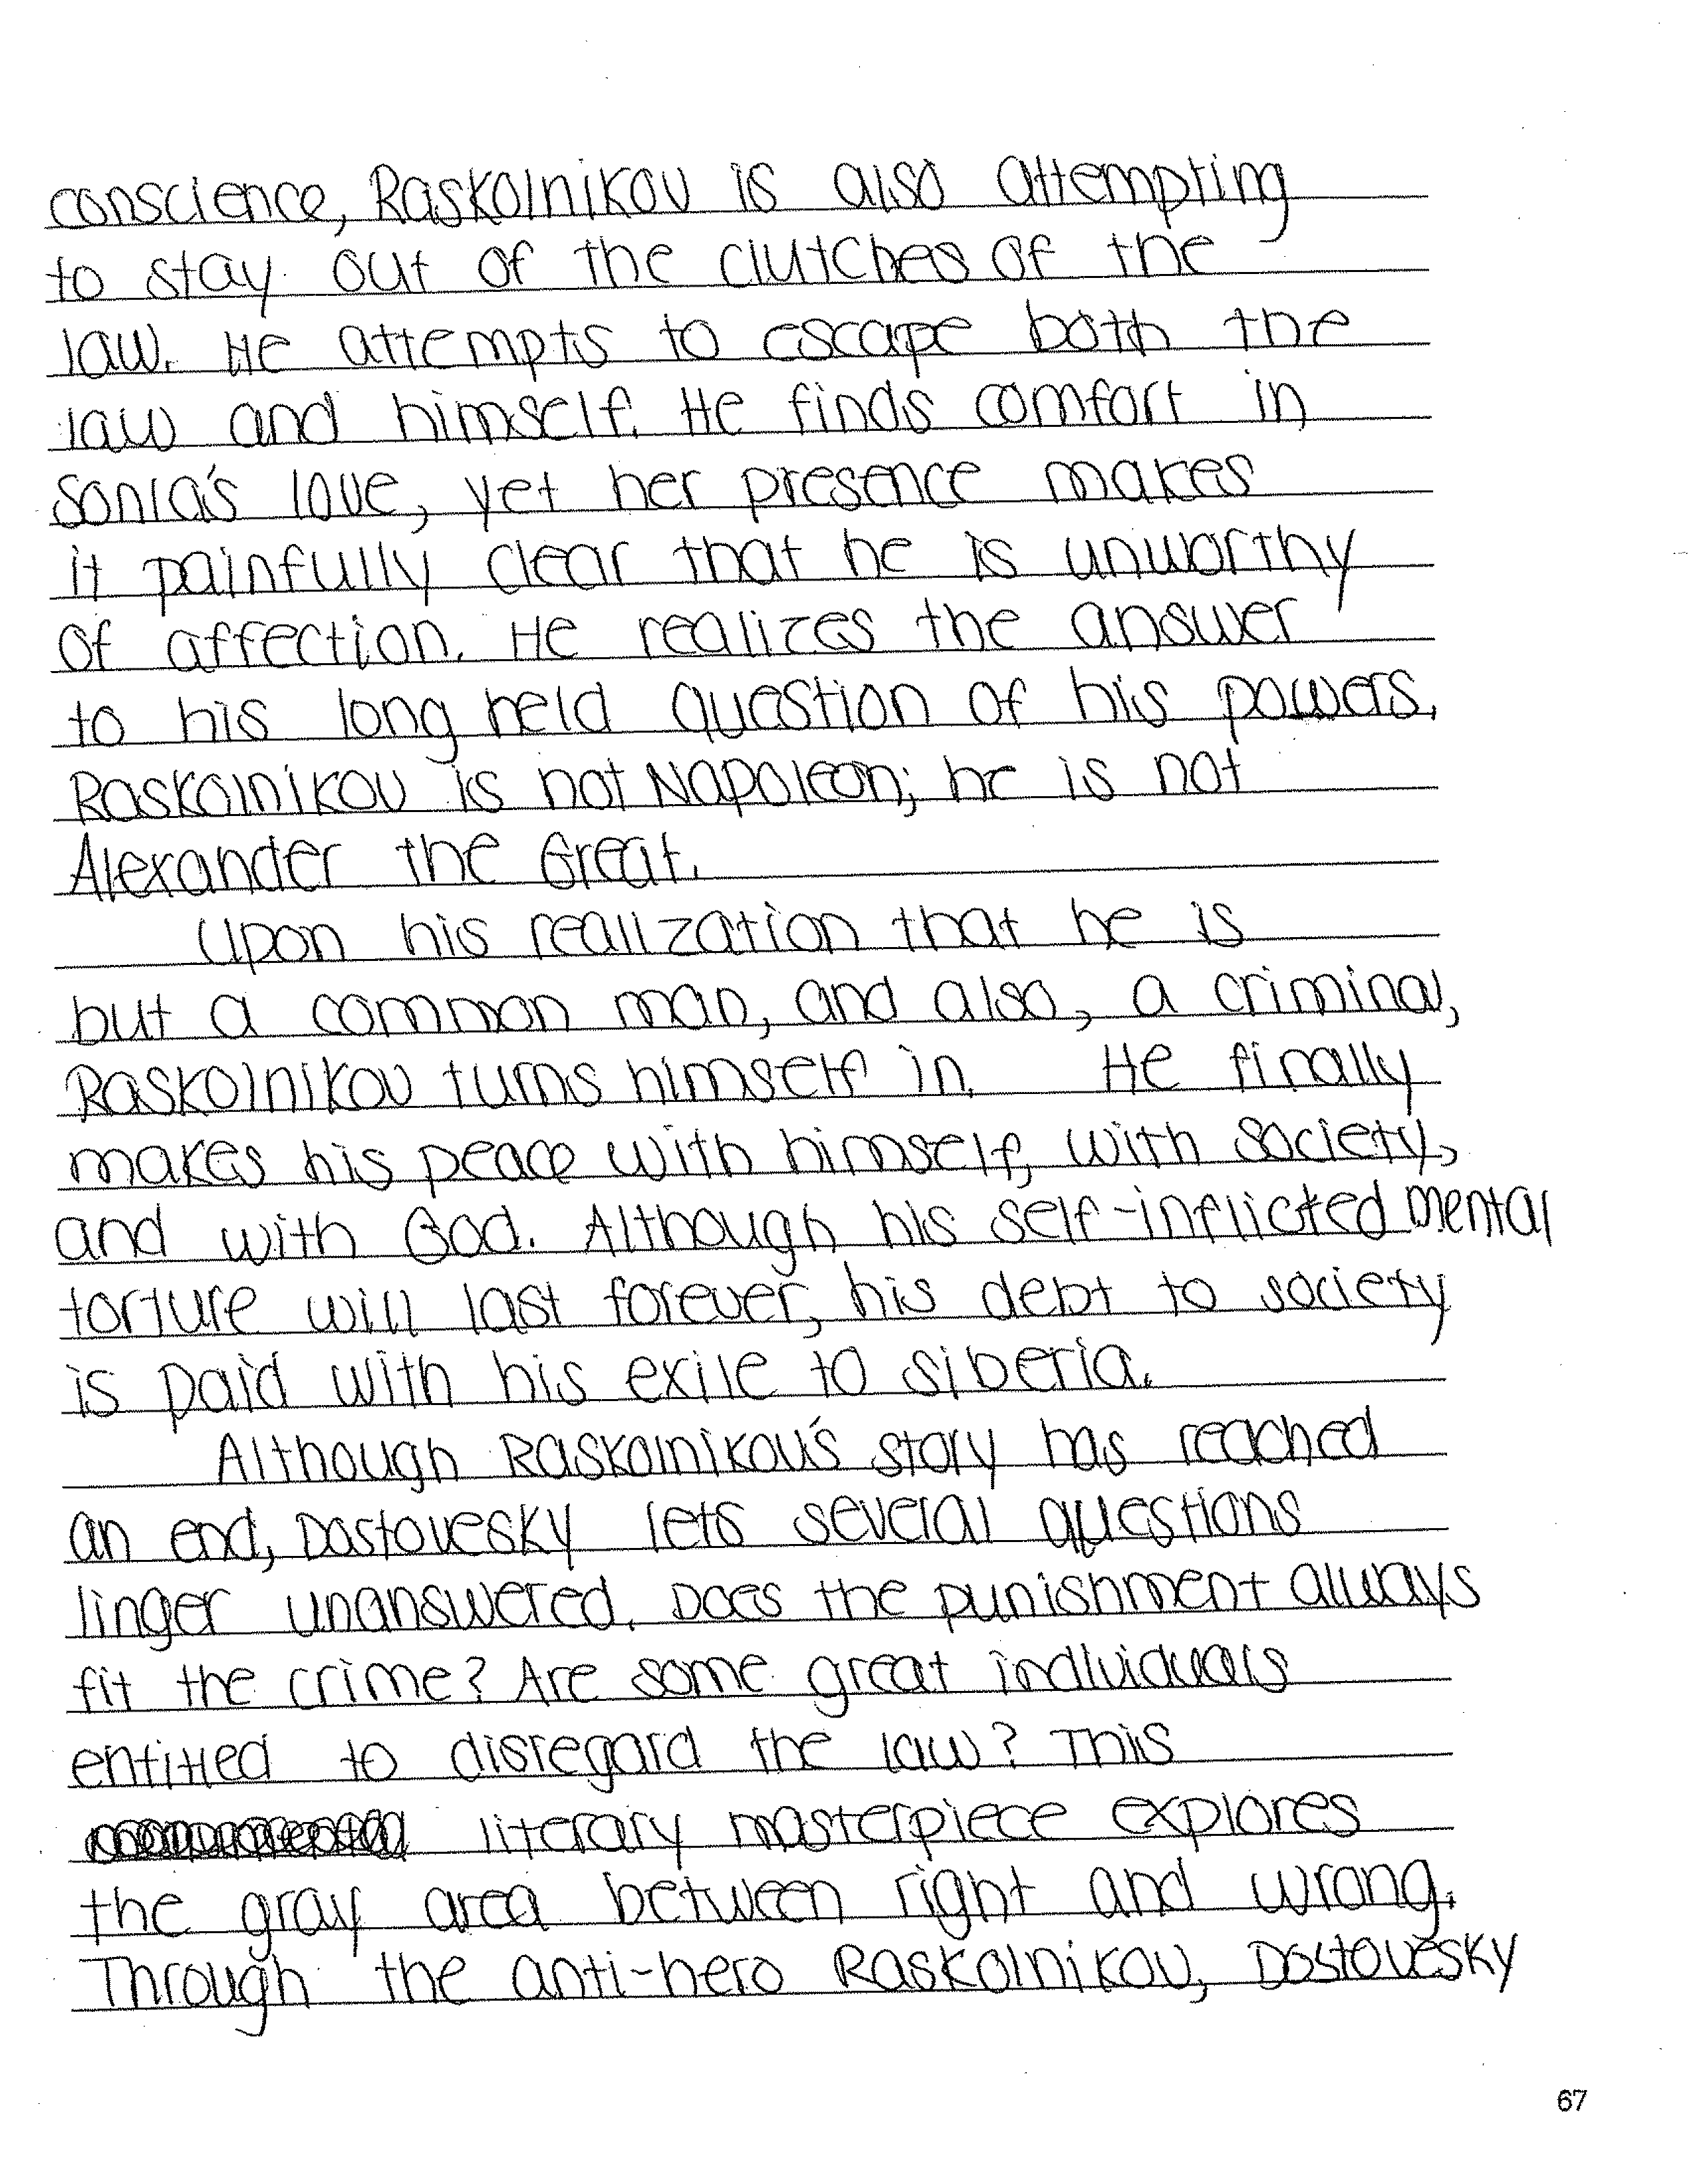 conscience, Raskolnikov is also attempting
to stay out of the clutches of the
law. He attempts to escape both the
law and himself. He finds comfort in
Sonia's love, yet her presence makes
it painfully clear that he is unworthy
of affection. He realizes the answer
to his long held question of his powers.
Raskolnikov is not Napoleon; he is not
Alexander the Great.
Upon his realization that he is
but a common man, and also, a criminal,
Raskolnikov turns himself in. He finally
makes his peace with himself, with society,
and with God. Although his self-inflicted mental
torture will last forever, his debt to society
is paid with his exile to Siberia.
Although Raskolnikov's story has reached
an end, Dostovesky lets several questions
linger unanswered. Does the punishment always
fit the crime? Are some great individuals
entitled to disregard the law? This
literary masterpiece explores
the gray area between right and wrong.
Through the anti-hero Raskolnikov, Dostovesky
67